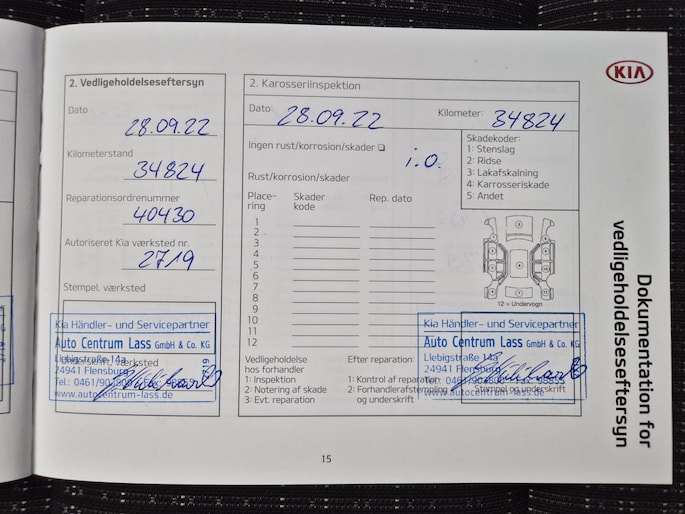 KIA
Dokumentation for
vedligeholdelseseftersyn
2. Vedligeholdelseseftersyn
Dato
28.09.22
Kilometerstand
34824
Reparationsordrenummer
40430
Autoriseret Kia værksted nr.
2719
Stempel, værksted
Kia Händler- und Servicepartner
Auto Centrum Lass GmbH & Co. KG
Liebigstraße 14a
24941 Flensburg
www.autocentrum-lass.de
2. Karosseriinspektion
Dato: 28.09.22 Kilometer: 34824
Ingen rust/korrosion/skader
i.O.
Rust/korrosion/skader
Skadekoder:
1: Stenslag
2: Ridse
3: Lakafskalning
4: Karrosseriskade
5: Andet
Place-
ring
Skader
kode
Rep. dato
1
2
3
4
5
6
7
8
9
10
11
12
12 = Undervogn
Vedligeholdelse
hos forhandler
1: Inspektion
2: Notering af skade
3: Evt. reparation
Efter reparation:
1: Kontrol af reparation
2: Forhandlerafstempling
og underskrift
Kia Händler- und Servicepartner
Auto Centrum Lass GmbH & Co. KG
Liebigstraße 14a
24941 Flensburg
www.autocentrum-lass.de
Stempel og underskrift
15